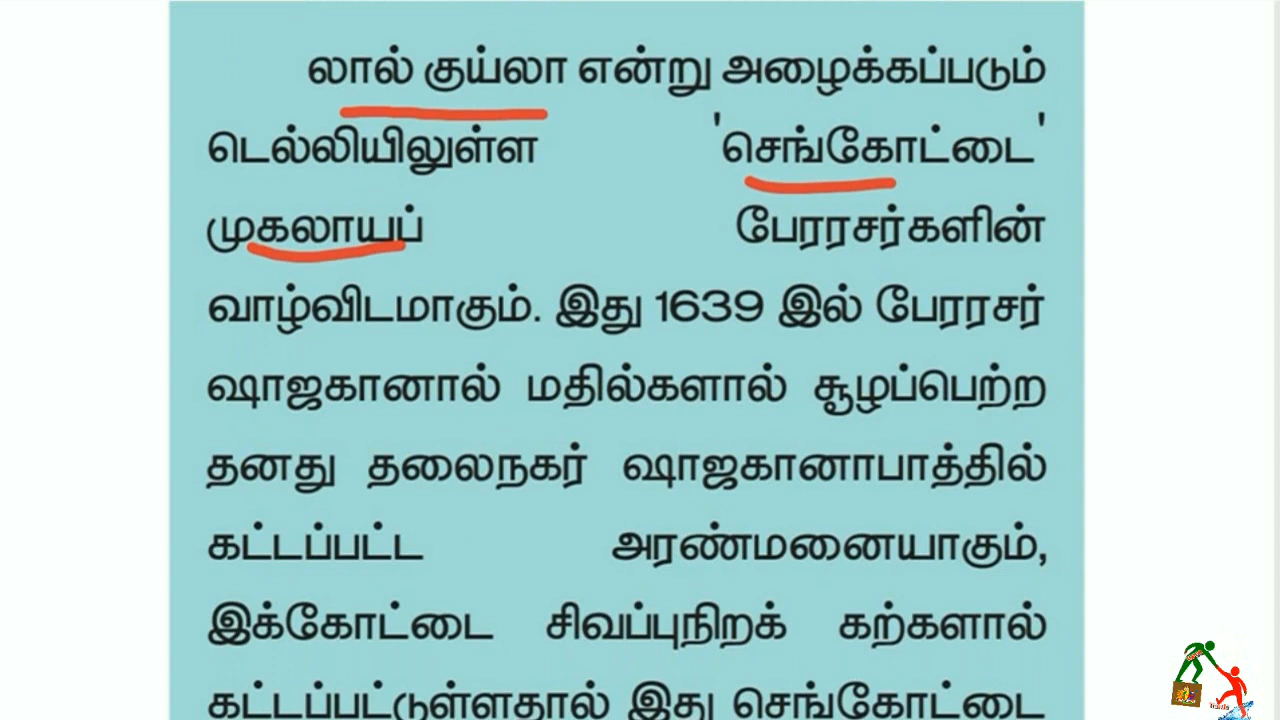 லால் குய்லா என்று அழைக்கப்படும்
டெல்லியிலுள்ள 'செங்கோட்டை'
முகலாயப் பேரரசர்களின்
வாழ்விடமாகும். இது 1639 இல் பேரரசர்
ஷாஜகானால் மதில்களால் சூழப்பெற்ற
தனது தலைநகர் ஷாஜகானாபாத்தில்
கட்டப்பட்ட அரண்மனையாகும்,
இக்கோட்டை சிவப்புநிறக் கற்களால்
கட்டப்பட்டுள்ளதால் இது செங்கோட்டை